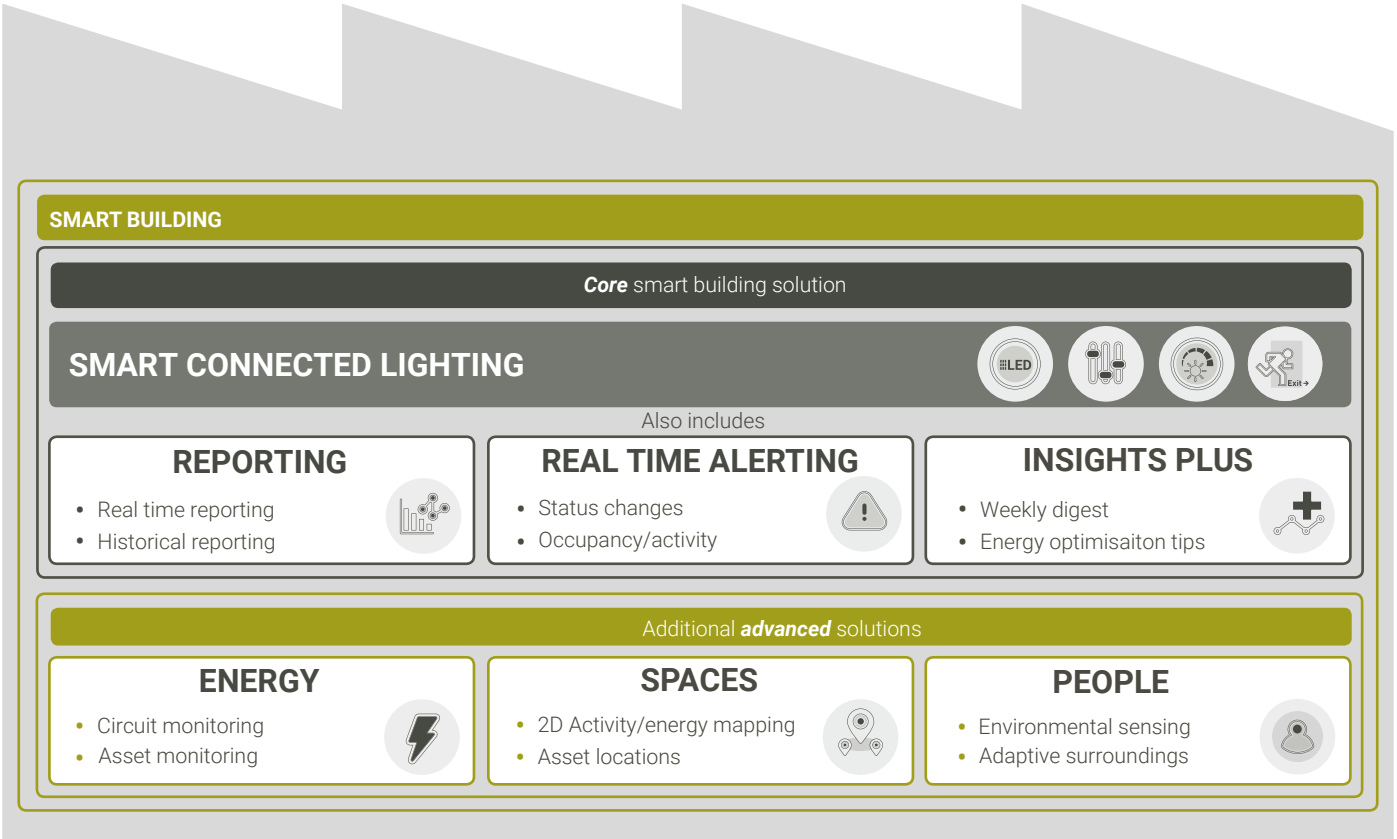 SMART BUILDING
Core smart building solution
SMART CONNECTED LIGHTING
LED
Exit →
Also includes
REPORTING
• Real time reporting
• Historical reporting
REAL TIME ALERTING
• Status changes
• Occupancy/activity
INSIGHTS PLUS
• Weekly digest
• Energy optimisaiton tips
Additional advanced solutions
ENERGY
• Circuit monitoring
• Asset monitoring
SPACES
• 2D Activity/energy mapping
• Asset locations
PEOPLE
• Environmental sensing
• Adaptive surroundings